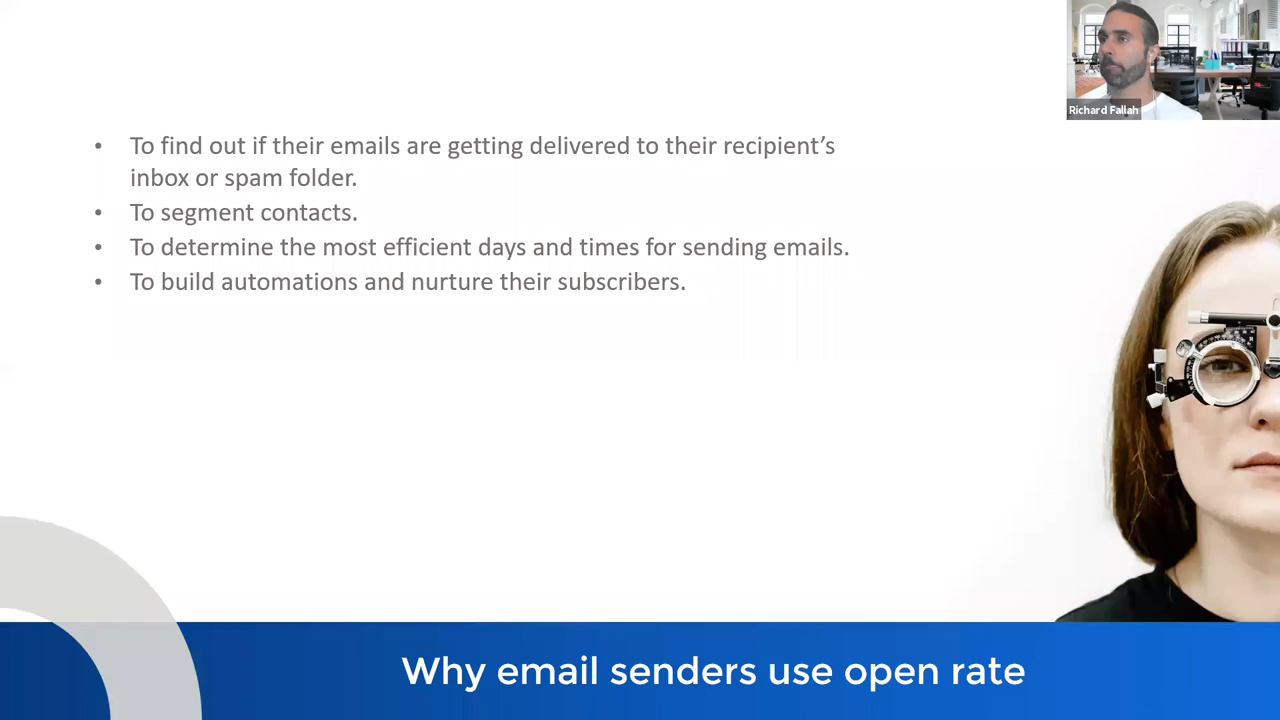 Richard Fallah
• To find out if their emails are getting delivered to their recipient’s
inbox or spam folder.
• To segment contacts.
• To determine the most efficient days and times for sending emails.
• To build automations and nurture their subscribers.
Why email senders use open rate